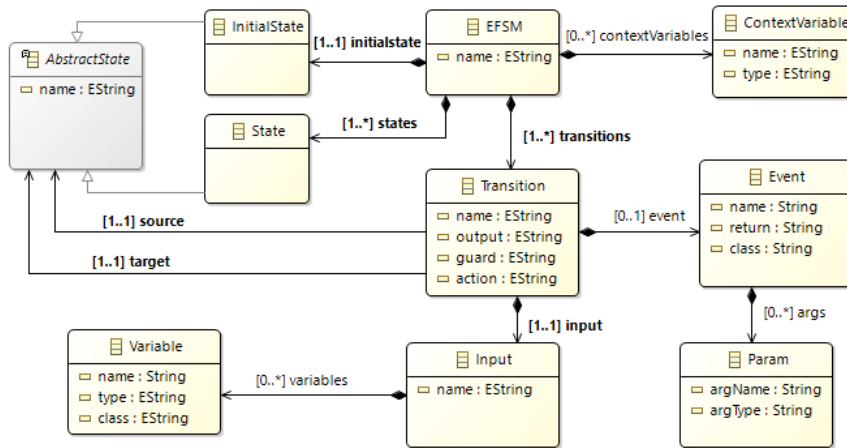 InitialState
EFSM
name : EString
ContextVariable
name : EString
type : EString
AbstractState
name : EString
[1..1] initialstate
[0..*] contextVariables
State
[1..*] states
[1..*] transitions
Transition
name : EString
output : EString
guard : EString
action : EString
Event
name : String
return : String
class : String
[0..1] event
[1..1] source
[1..1] target
[1..1] input
[0..*] args
Variable
name : String
type : EString
class : EString
[0..*] variables
Input
name : EString
Param
argName : String
argType : String